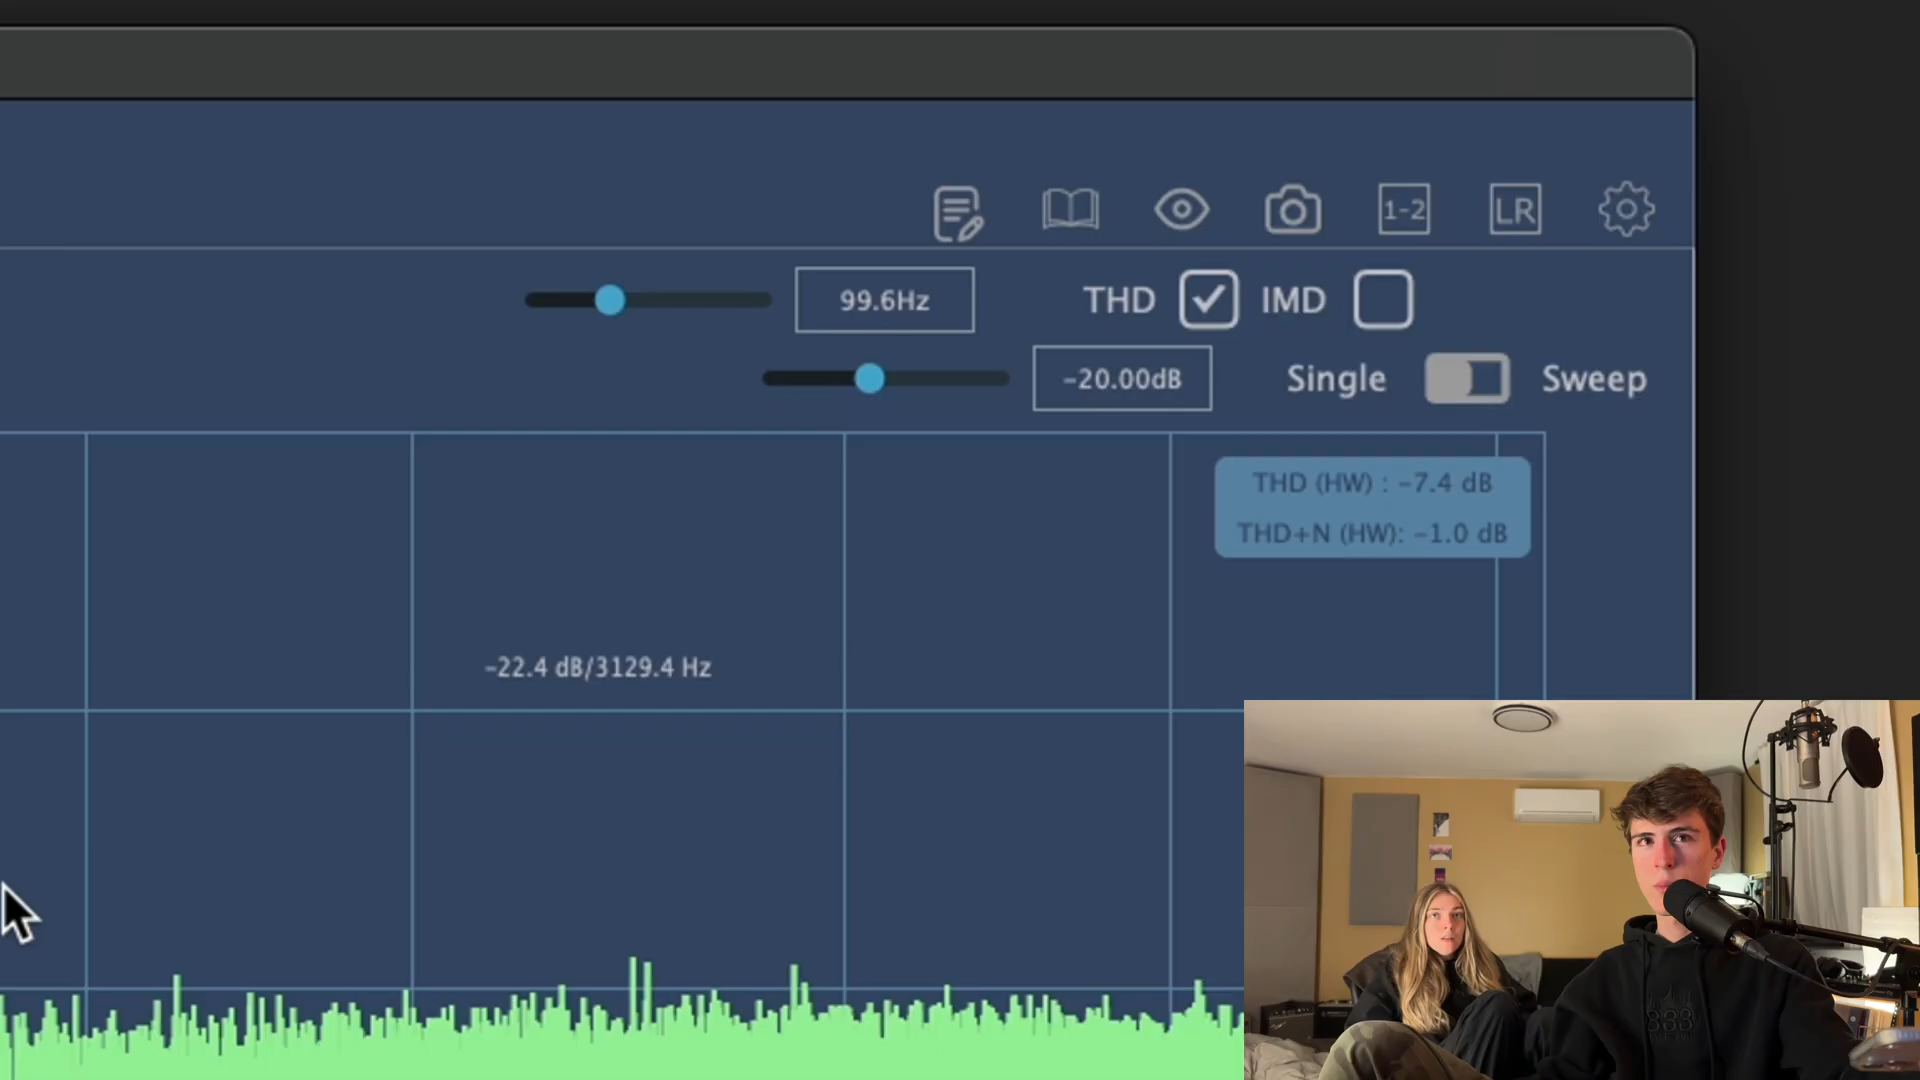 1-2 LR
99.6Hz THD IMD
-20.00dB Single Sweep
THD (HW) : -7.4 dB
THD+N (HW): -1.0 dB
-22.4 dB/3129.4 Hz
888